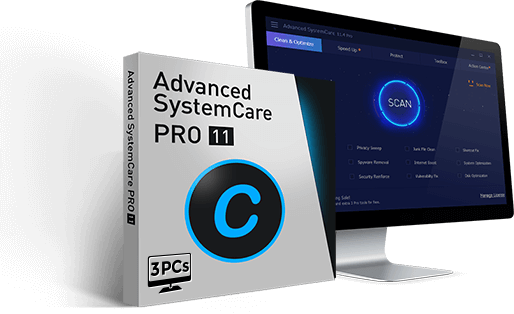 Advanced SystemCare 11.4 PRO
Clean & Optimize
Speed Up
Protect
Toolbox
Action Center
SCAN
Privacy Sweep
Junk File Clean
Shortcut Fix
Spyware Removal
Internet Boost
System Optimization
Security Reinforce
Vulnerability Fix
Disk Optimization
Manage License
Advanced
SystemCare
PRO 11
C
3PCs
Advanced SystemCare PRO 11